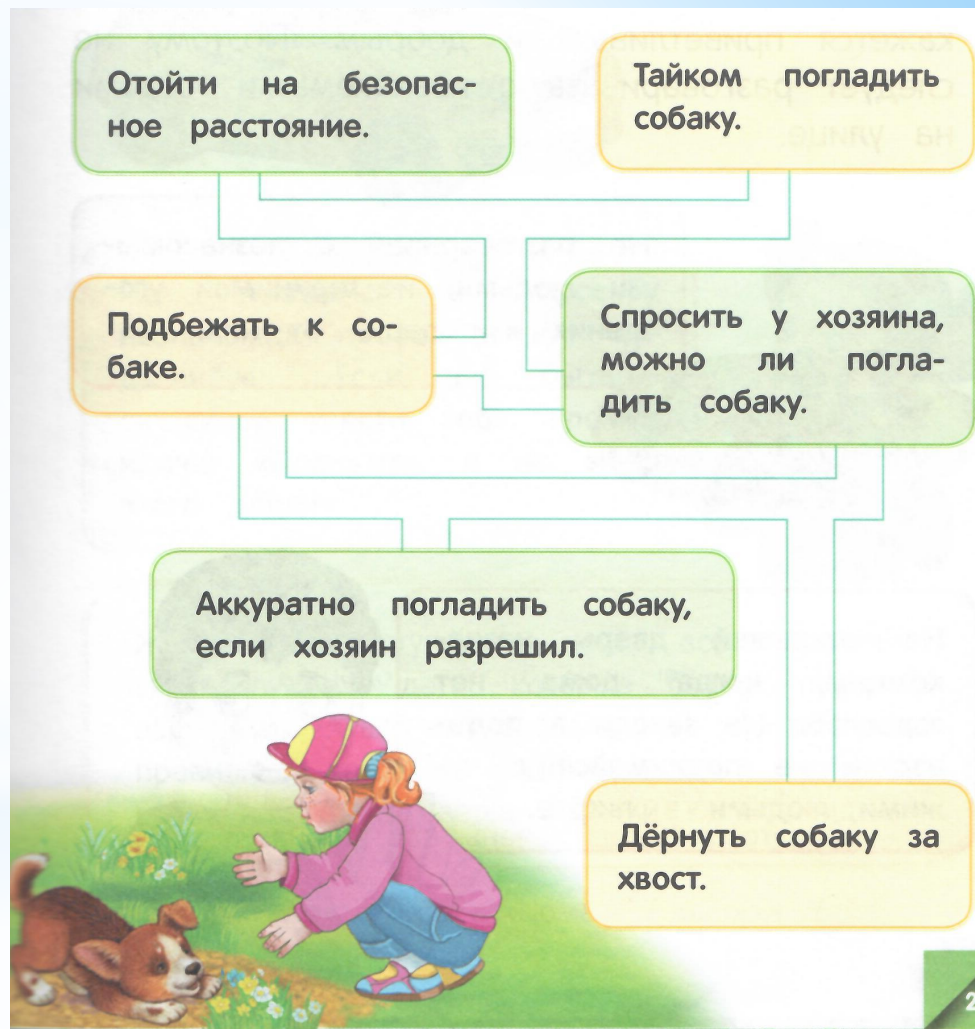 Отойти на безопас-
ное расстояние.
Тайком погладить
собаку.
Подбежать к со-
баке.
Спросить у хозяина,
можно ли погла-
дить собаку.
Аккуратно погладить собаку,
если хозяин разрешил.
Дёрнуть собаку за
хвост.
2